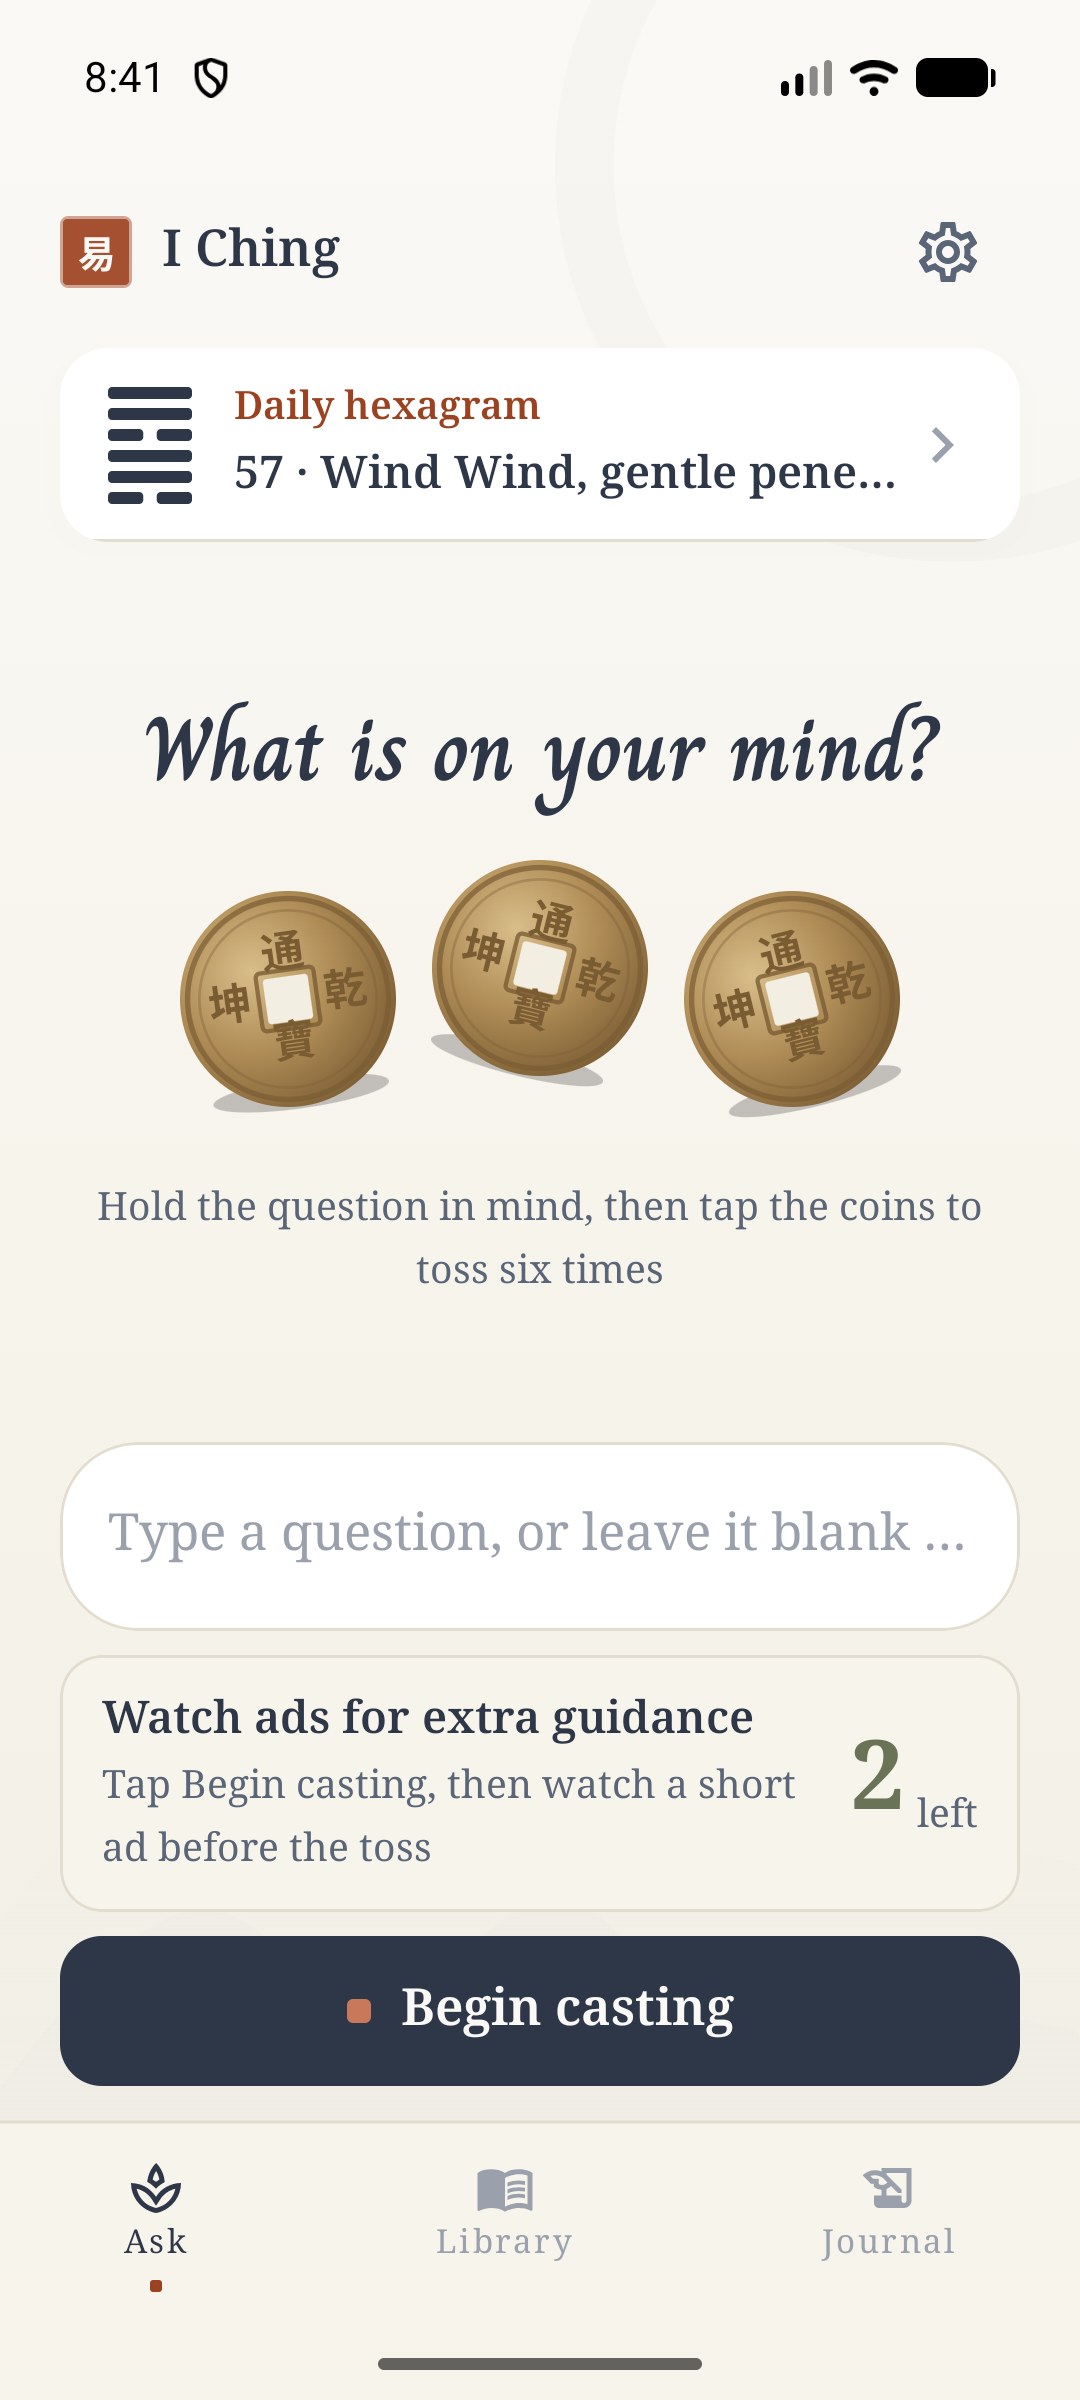 8:41
易 I Ching
Daily hexagram
57 · Wind Wind, gentle pene...
What is on your mind?
通
坤 乾
寶
通
坤 乾
寶
通
坤 乾
寶
Hold the question in mind, then tap the coins to
toss six times
Type a question, or leave it blank ...
Watch ads for extra guidance
Tap Begin casting, then watch a short
ad before the toss
2 left
Begin casting
Ask
Library
Journal